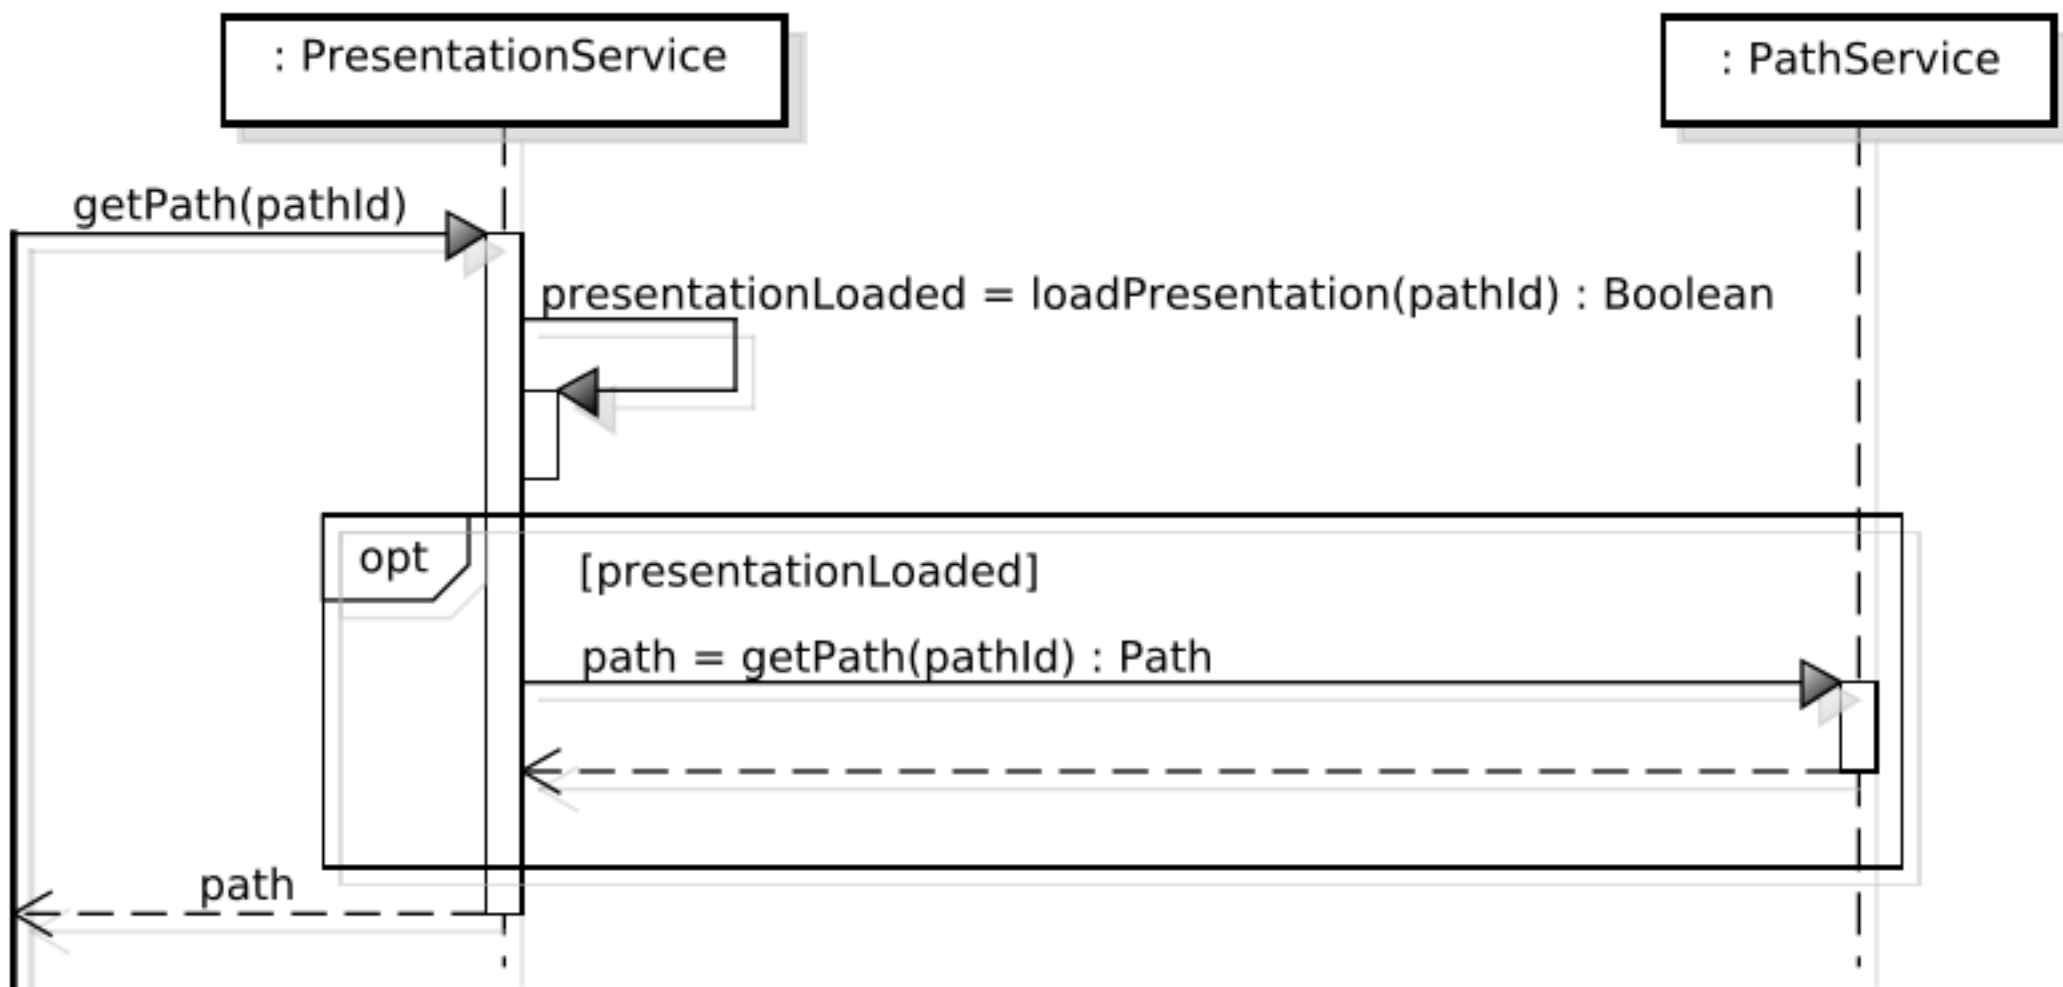 : PresentationService
: PathService
getPath(pathId)
presentationLoaded = loadPresentation(pathId) : Boolean
opt
[presentationLoaded]
path = getPath(pathId) : Path
path